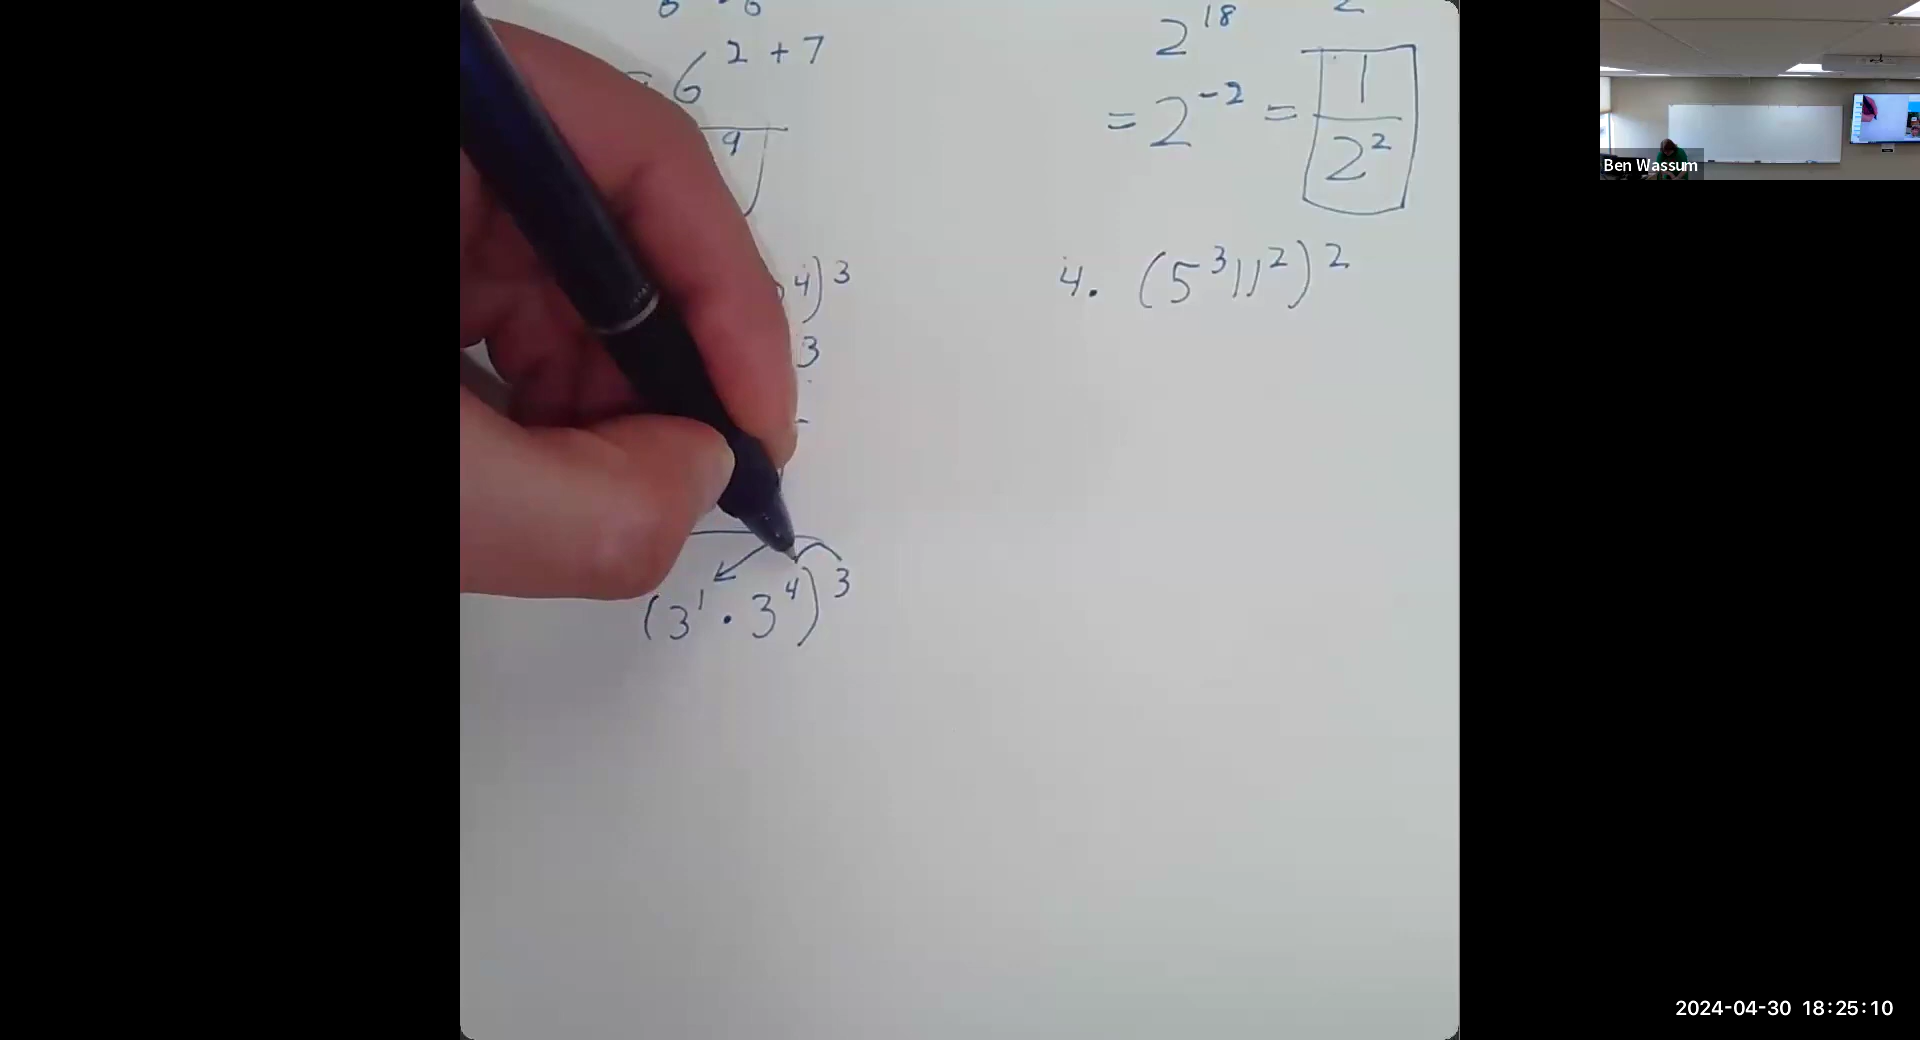 6^{2 + 7}
9
4)^3
3
(3^1 · 3^4)^3
2^{18}
= 2^{-2} = \frac{1}{2^2}
4. (5^3 11^2)^2
Ben Wassum
2024-04-30 18:25:10